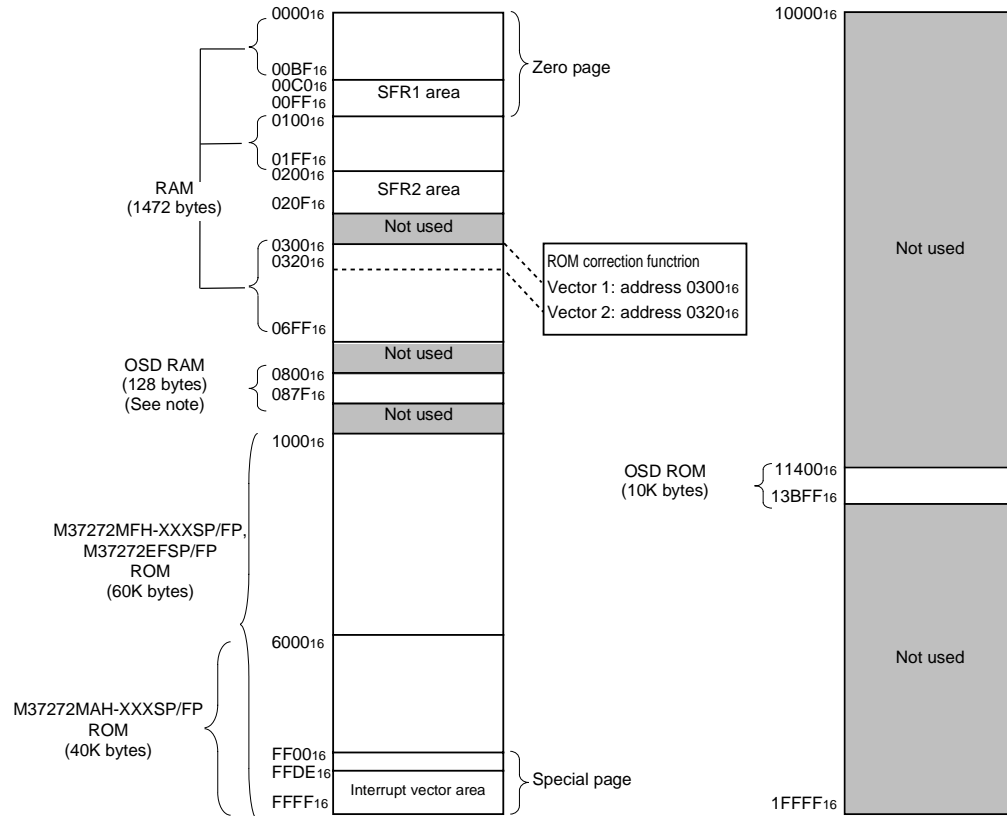 0000₁₆
00BF₁₆
00C0₁₆
00FF₁₆
0100₁₆
01FF₁₆
0200₁₆
020F₁₆
0300₁₆
0320₁₆
06FF₁₆
0800₁₆
087F₁₆
1000₁₆
6000₁₆
FF00₁₆
FFDE₁₆
FFFF₁₆
RAM
(1472 bytes)
OSD RAM
(128 bytes)
(See note)
M37272MFH-XXXSP/FP,
M37272EFSP/FP
ROM
(60K bytes)
M37272MAH-XXXSP/FP
ROM
(40K bytes)
SFR1 area
SFR2 area
Not used
Not used
Not used
Interrupt vector area
Zero page
ROM correction functrion
Vector 1: address 0300₁₆
Vector 2: address 0320₁₆
Special page
10000₁₆
Not used
OSD ROM
(10K bytes)
11400₁₆
13BFF₁₆
Not used
1FFFF₁₆